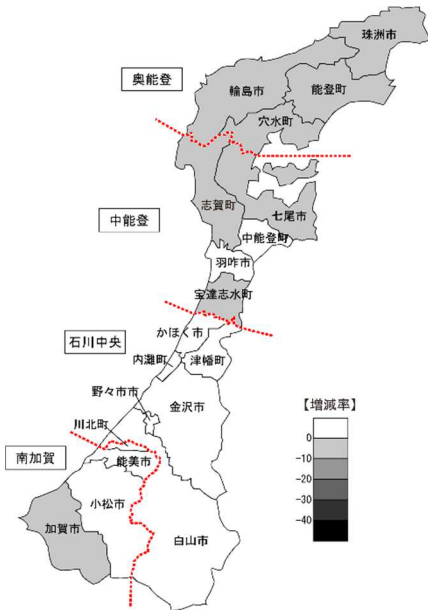 珠洲市
奥能登
輪島市
能登町
穴水町
志賀町
七尾市
中能登
中能登町
羽咋市
宝達志水町
石川中央
かほく市
内灘町
津幡町
野々市市
金沢市
【増減率】
川北町
0
-10
-20
-30
-40
南加賀
能美市
小松市
加賀市
白山市